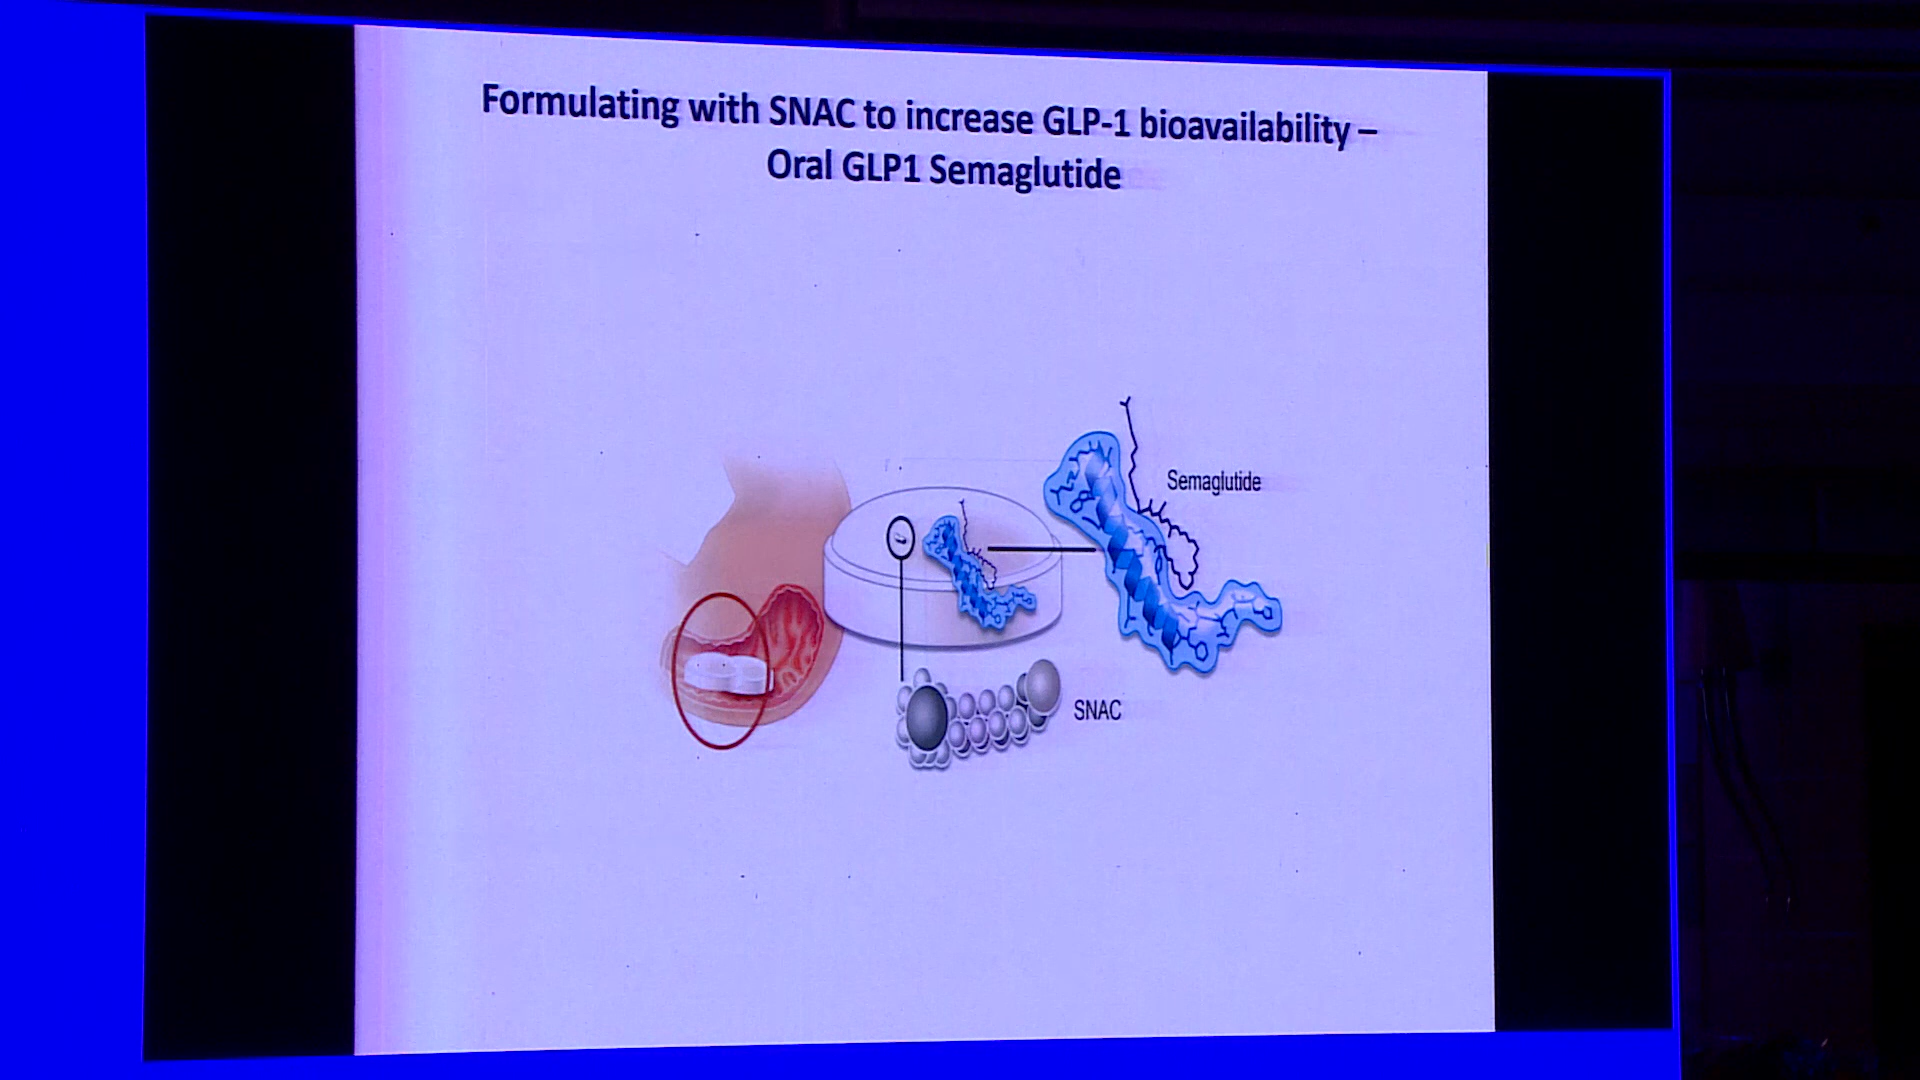 Formulating with SNAC to increase GLP-1 bioavailability –
Oral GLP1 Semaglutide
Semaglutide
SNAC